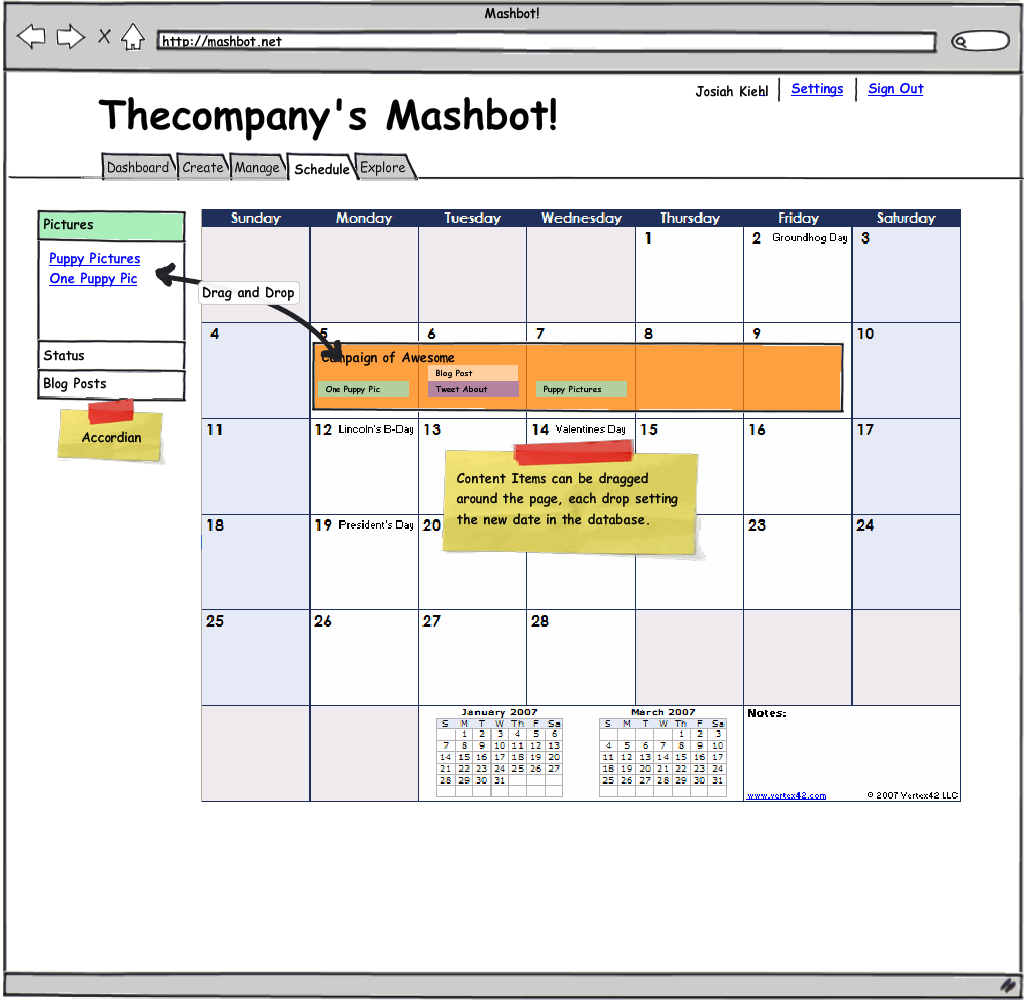 Mashbot!
http://mashbot.net
Josiah Kiehl
Settings
Sign Out
Thecompany's Mashbot!
Dashboard
Create
Manage
Schedule
Explore
Pictures
Puppy Pictures
One Puppy Pic
Status
Blog Posts
Accordian
Drag and Drop
Sunday Monday Tuesday Wednesday Thursday Friday Saturday
1 2 Groundhog Day 3
4 5 6 7 8 9 10
Campaign of Awesome
Blog Post
One Puppy Pic Tweet About Puppy Pictures
11 12 Lincoln's B-Day 13 14 Valentines Day 15 16 17
Content Items can be dragged
around the page, each drop setting
the new date in the database.
18 19 President's Day 20 23 24
25 26 27 28
January 2007
S M T W Th F Sa
1 2 3 4 5 6
7 8 9 10 11 12 13
14 15 16 17 18 19 20
21 22 23 24 25 26 27
28 29 30 31
March 2007
S M T W Th F Sa
1 2 3
4 5 6 7 8 9 10
11 12 13 14 15 16 17
18 19 20 21 22 23 24
25 26 27 28 29 30 31
Notes:
www.vertex42.com
© 2007 Vertex42 LLC